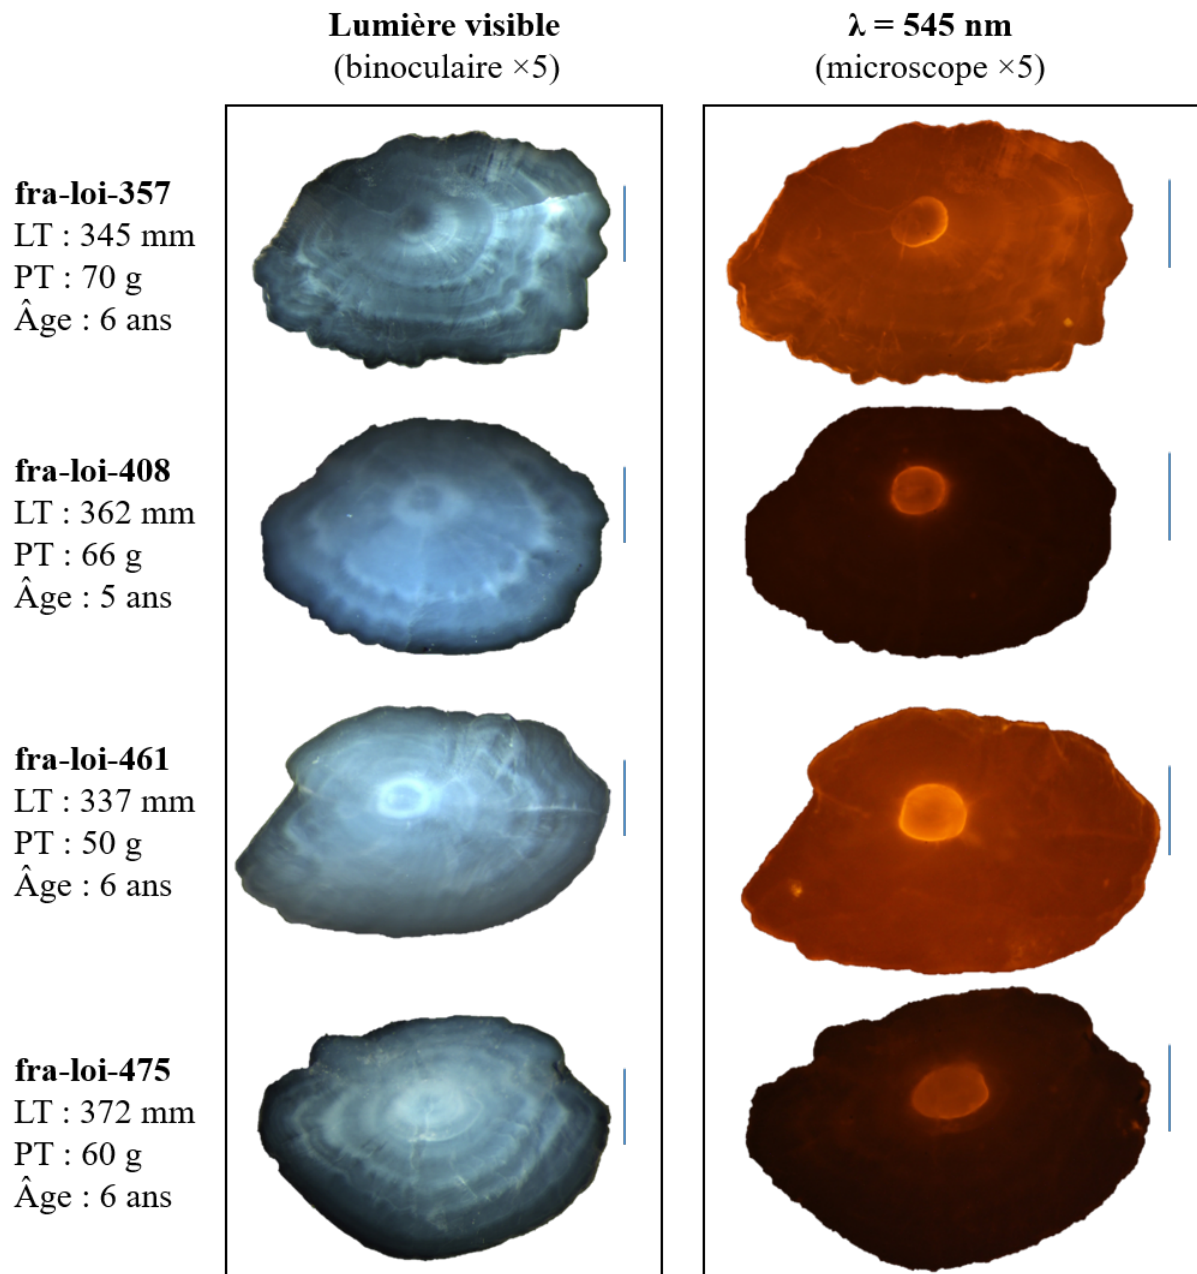 Lumière visible
(binoculaire ×5)
λ = 545 nm
(microscope ×5)
fra-loi-357
LT : 345 mm
PT : 70 g
Âge : 6 ans
fra-loi-408
LT : 362 mm
PT : 66 g
Âge : 5 ans
fra-loi-461
LT : 337 mm
PT : 50 g
Âge : 6 ans
fra-loi-475
LT : 372 mm
PT : 60 g
Âge : 6 ans